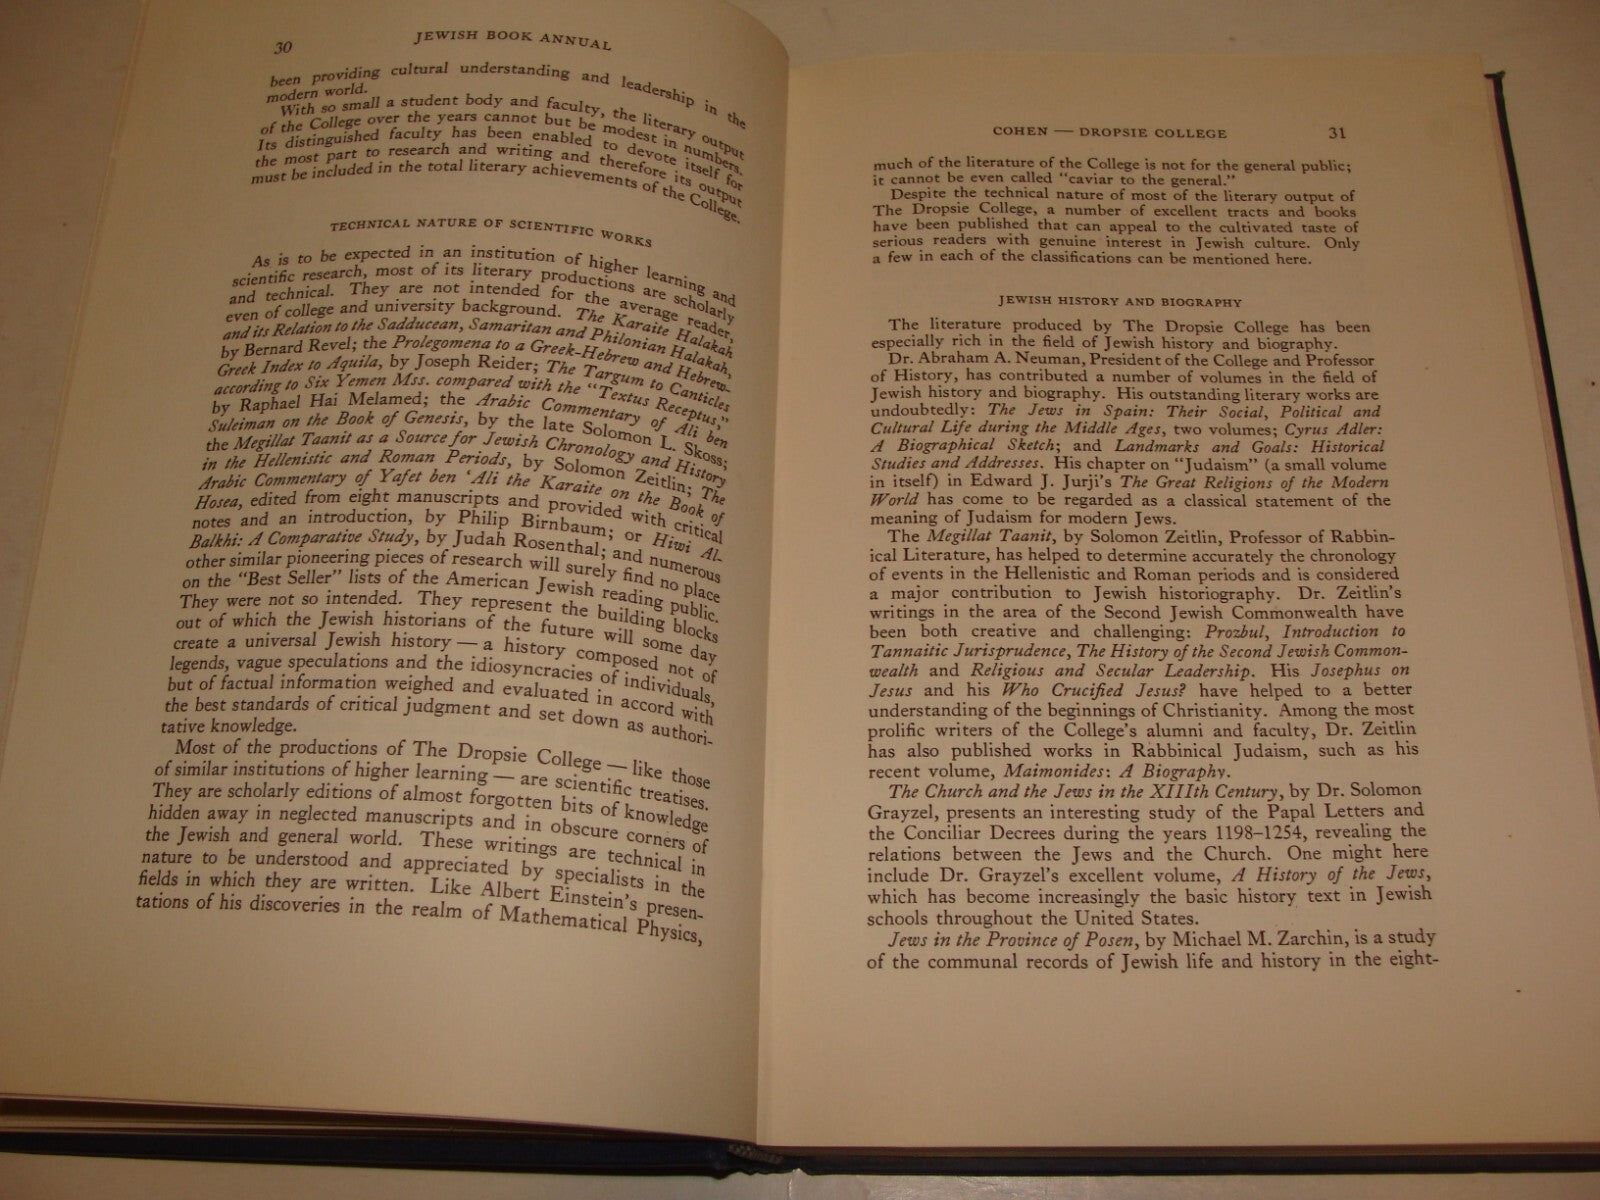 30
JEWISH BOOK ANNUAL
been providing cultural understanding and leadership in the
modern world.
With so small a student body and faculty, the literary output
of the College over the years cannot but be modest in numbers.
Its distinguished faculty has been enabled to devote itself for
the most part to research and writing and therefore its output
must be included in the total literary achievements of the College.
TECHNICAL NATURE OF SCIENTIFIC WORKS
As is to be expected in an institution of higher learning and
scientific research, most of its literary productions are scholarly
and technical. They are not intended for the average reader,
even of college and university background. The Karaite Halakah
and its Relation to the Sadducean, Samaritan and Philonian Halakah,
by Bernard Revel; the Prolegomena to a Greek-Hebrew and Hebrew-
Greek Index to Aquila, by Joseph Reider; The Targum to Canticles
according to Six Yemen Mss. compared with the "Textus Receptus,"
by Raphael Hai Melamed; the Arabic Commentary of Ali ben
Suleiman on the Book of Genesis, by the late Solomon L. Skoss;
the Megillat Taanit as a Source for Jewish Chronology and History
in the Hellenistic and Roman Periods, by Solomon Zeitlin; The
Arabic Commentary of Yafet ben 'Ali the Karaite on the Book of
Hosea, edited from eight manuscripts and provided with critical
notes and an introduction, by Philip Birnbaum; or Hiwi Al-
Balkhi: A Comparative Study, by Judah Rosenthal; and numerous
other similar pioneering pieces of research will surely find no place
on the "Best Seller" lists of the American Jewish reading public.
They were not so intended. They represent the building blocks
out of which the Jewish historians of the future will some day
create a universal Jewish history — a history composed not of
legends, vague speculations and the idiosyncracies of individuals,
but of factual information weighed and evaluated in accord with
the best standards of critical judgment and set down as authori-
tative knowledge.
Most of the productions of The Dropsie College — like those
of similar institutions of higher learning — are scientific treatises.
They are scholarly editions of almost forgotten bits of knowledge
hidden away in neglected manuscripts and in obscure corners of
the Jewish and general world. These writings are technical in
nature to be understood and appreciated by specialists in the
fields in which they are written. Like Albert Einstein's presen-
tations of his discoveries in the realm of Mathematical Physics,
COHEN — DROPSIE COLLEGE
31
much of the literature of the College is not for the general public;
it cannot be even called "caviar to the general."
Despite the technical nature of most of the literary output of
The Dropsie College, a number of excellent tracts and books
have been published that can appeal to the cultivated taste of
serious readers with genuine interest in Jewish culture. Only
a few in each of the classifications can be mentioned here.
JEWISH HISTORY AND BIOGRAPHY
The literature produced by The Dropsie College has been
especially rich in the field of Jewish history and biography.
Dr. Abraham A. Neuman, President of the College and Professor
of History, has contributed a number of volumes in the field of
Jewish history and biography. His outstanding literary works are
undoubtedly: The Jews in Spain: Their Social, Political and
Cultural Life during the Middle Ages, two volumes; Cyrus Adler:
A Biographical Sketch; and Landmarks and Goals: Historical
Studies and Addresses. His chapter on "Judaism" (a small volume
in itself) in Edward J. Jurji's The Great Religions of the Modern
World has come to be regarded as a classical statement of the
meaning of Judaism for modern Jews.
The Megillat Taanit, by Solomon Zeitlin, Professor of Rabbin-
ical Literature, has helped to determine accurately the chronology
of events in the Hellenistic and Roman periods and is considered
a major contribution to Jewish historiography. Dr. Zeitlin's
writings in the area of the Second Jewish Commonwealth have
been both creative and challenging: Prozbul, Introduction to
Tannaitic Jurisprudence, The History of the Second Jewish Common-
wealth and Religious and Secular Leadership. His Josephus on
Jesus and his Who Crucified Jesus? have helped to a better
understanding of the beginnings of Christianity. Among the most
prolific writers of the College's alumni and faculty, Dr. Zeitlin
has also published works in Rabbinical Judaism, such as his
recent volume, Maimonides: A Biography.
The Church and the Jews in the XIIIth Century, by Dr. Solomon
Grayzel, presents an interesting study of the Papal Letters and
the Conciliar Decrees during the years 1198–1254, revealing the
relations between the Jews and the Church. One might here
include Dr. Grayzel's excellent volume, A History of the Jews,
which has become increasingly the basic history text in Jewish
schools throughout the United States.
Jews in the Province of Posen, by Michael M. Zarchin, is a study
of the communal records of Jewish life and history in the eight-